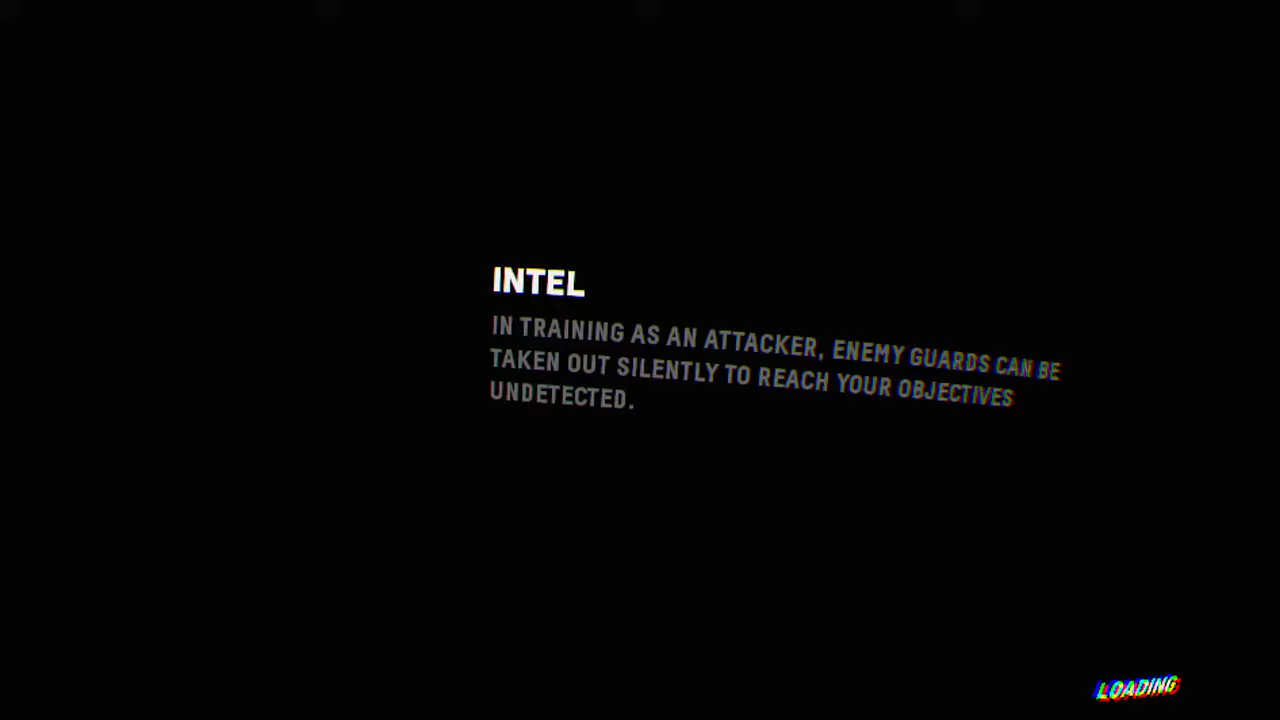 INTEL
IN TRAINING AS AN ATTACKER, ENEMY GUARDS CAN BE
TAKEN OUT SILENTLY TO REACH YOUR OBJECTIVES
UNDETECTED.
LOADING